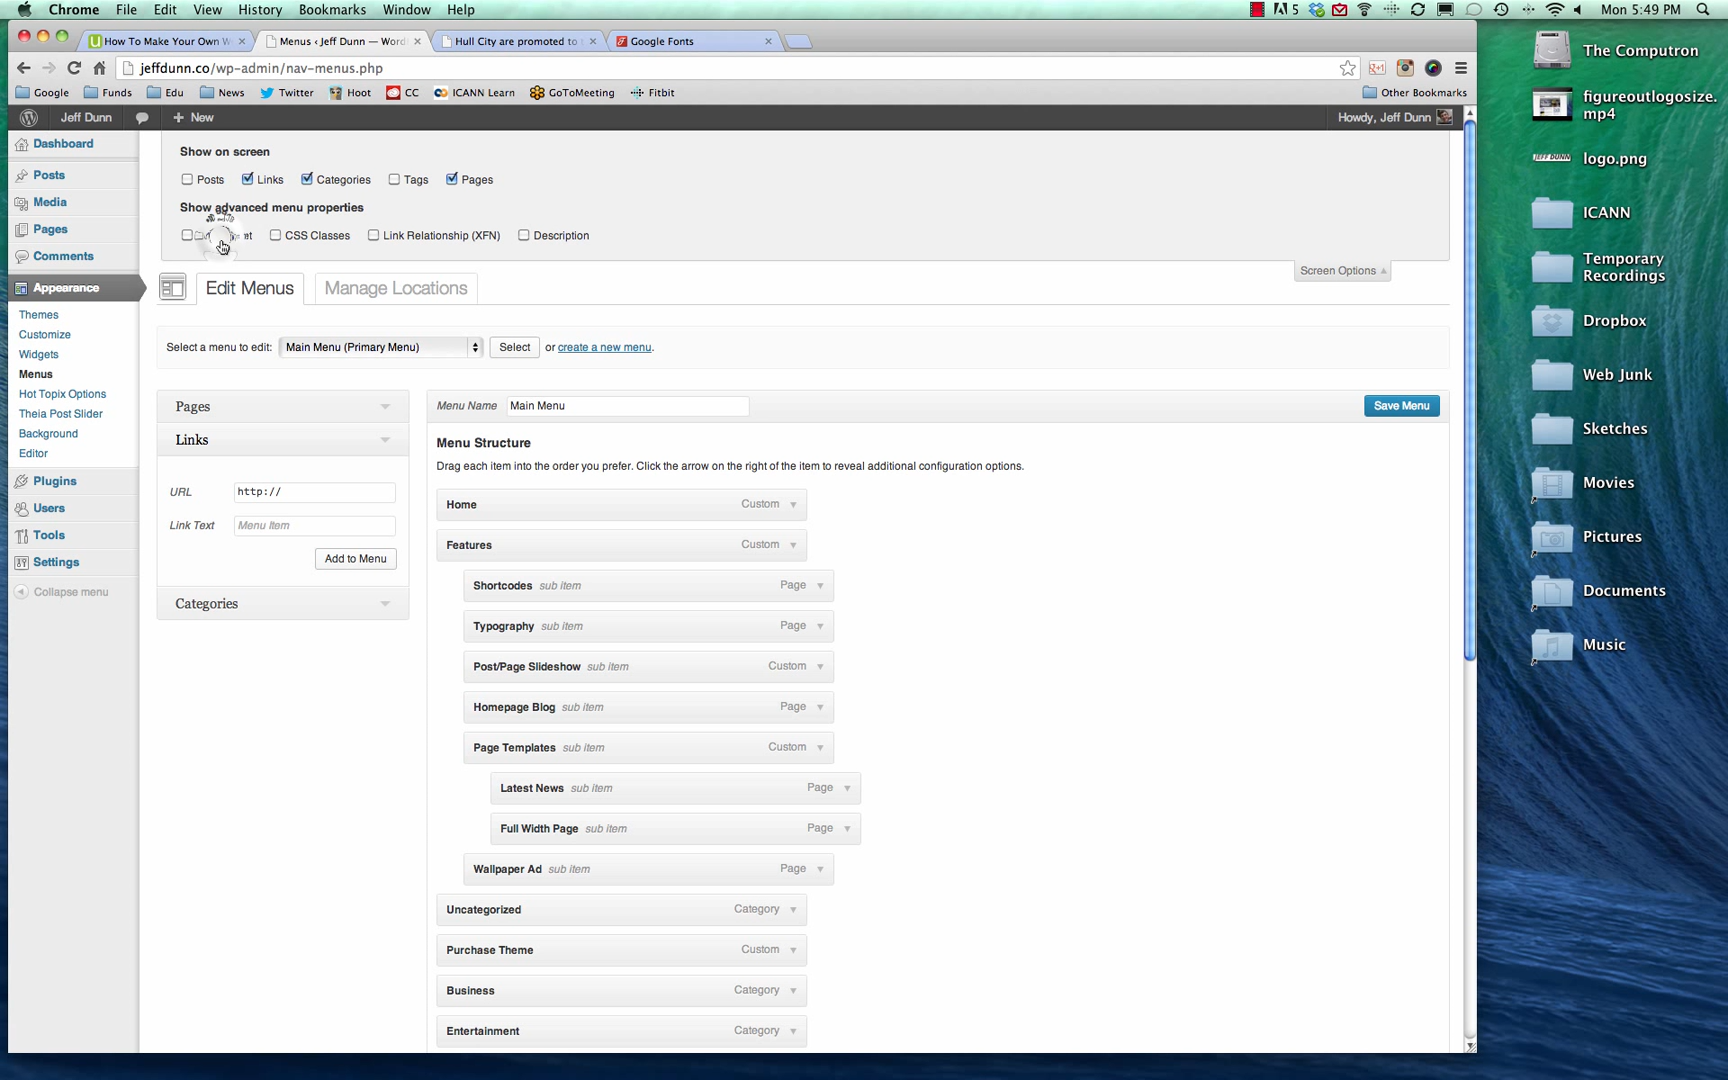 Chrome File Edit View History Bookmarks Window Help
5 Mon 5:49 PM
How To Make Your Own W
Menus ‹ Jeff Dunn — Word
Hull City are promoted to
Google Fonts
jeffdunn.co/wp-admin/nav-menus.php
Google Funds Edu News Twitter Hoot CC ICANN Learn GoToMeeting Fitbit Other Bookmarks
Jeff Dunn + New Howdy, Jeff Dunn
Dashboard
Posts
Media
Pages
Comments
Appearance
Themes
Customize
Widgets
Menus
Hot Topix Options
Theia Post Slider
Background
Editor
Plugins
Users
Tools
Settings
Collapse menu
Show on screen
Posts Links Categories Tags Pages
Show advanced menu properties
CSS Classes Link Relationship (XFN) Description
Screen Options
Edit Menus Manage Locations
Select a menu to edit: Main Menu (Primary Menu) Select or create a new menu.
Pages
Links
URL http://
Link Text Menu Item
Add to Menu
Categories
Menu Name Main Menu Save Menu
Menu Structure
Drag each item into the order you prefer. Click the arrow on the right of the item to reveal additional configuration options.
Home Custom
Features Custom
Shortcodes sub item Page
Typography sub item Page
Post/Page Slideshow sub item Custom
Homepage Blog sub item Page
Page Templates sub item Custom
Latest News sub item Page
Full Width Page sub item Page
Wallpaper Ad sub item Page
Uncategorized Category
Purchase Theme Custom
Business Category
Entertainment Category
The Computron
figureoutlogosize.
mp4
JEFF DUNN
logo.png
ICANN
Temporary
Recordings
Dropbox
Web Junk
Sketches
Movies
Pictures
Documents
Music